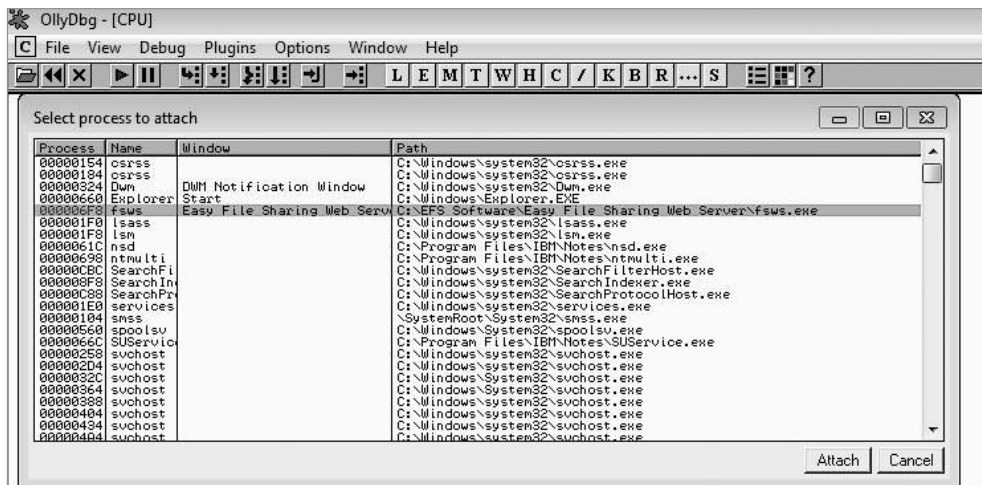 OllyDbg - [CPU]
C File View Debug Plugins Options Window Help
L E M T W H C / K B R ... S ?
Select process to attach
Process Name Window Path
00000154 csrss C:\Windows\system32\csrss.exe
00000184 csrss C:\Windows\system32\csrss.exe
00000324 Dwm DWM Notification Window C:\Windows\system32\Dwm.exe
00000660 Explorer Start C:\Windows\Explorer.EXE
000006F8 fsws Easy File Sharing Web Serv C:\EFS Software\Easy File Sharing Web Server\fsws.exe
000001F0 lsass C:\Windows\system32\lsass.exe
000001F8 lsm C:\Windows\system32\lsm.exe
0000061C nsd C:\Program Files\IBM\Notes\nsd.exe
00000698 ntmulti C:\Program Files\IBM\Notes\ntmulti.exe
00000CBC SearchFi C:\Windows\system32\SearchFilterHost.exe
000008F8 SearchIn C:\Windows\system32\SearchIndexer.exe
00000C88 SearchPr C:\Windows\system32\SearchProtocolHost.exe
000001E0 services C:\Windows\system32\services.exe
00000104 smss \SystemRoot\System32\smss.exe
00000560 spoolsv C:\Windows\System32\spoolsv.exe
0000066C SUServic C:\Program Files\IBM\Notes\SUService.exe
00000258 svchost C:\Windows\system32\svchost.exe
000002D4 svchost C:\Windows\system32\svchost.exe
0000032C svchost C:\Windows\System32\svchost.exe
00000364 svchost C:\Windows\System32\svchost.exe
00000388 svchost C:\Windows\system32\svchost.exe
00000404 svchost C:\Windows\system32\svchost.exe
00000434 svchost C:\Windows\system32\svchost.exe
000004A4 svchost C:\Windows\system32\svchost.exe
Attach Cancel